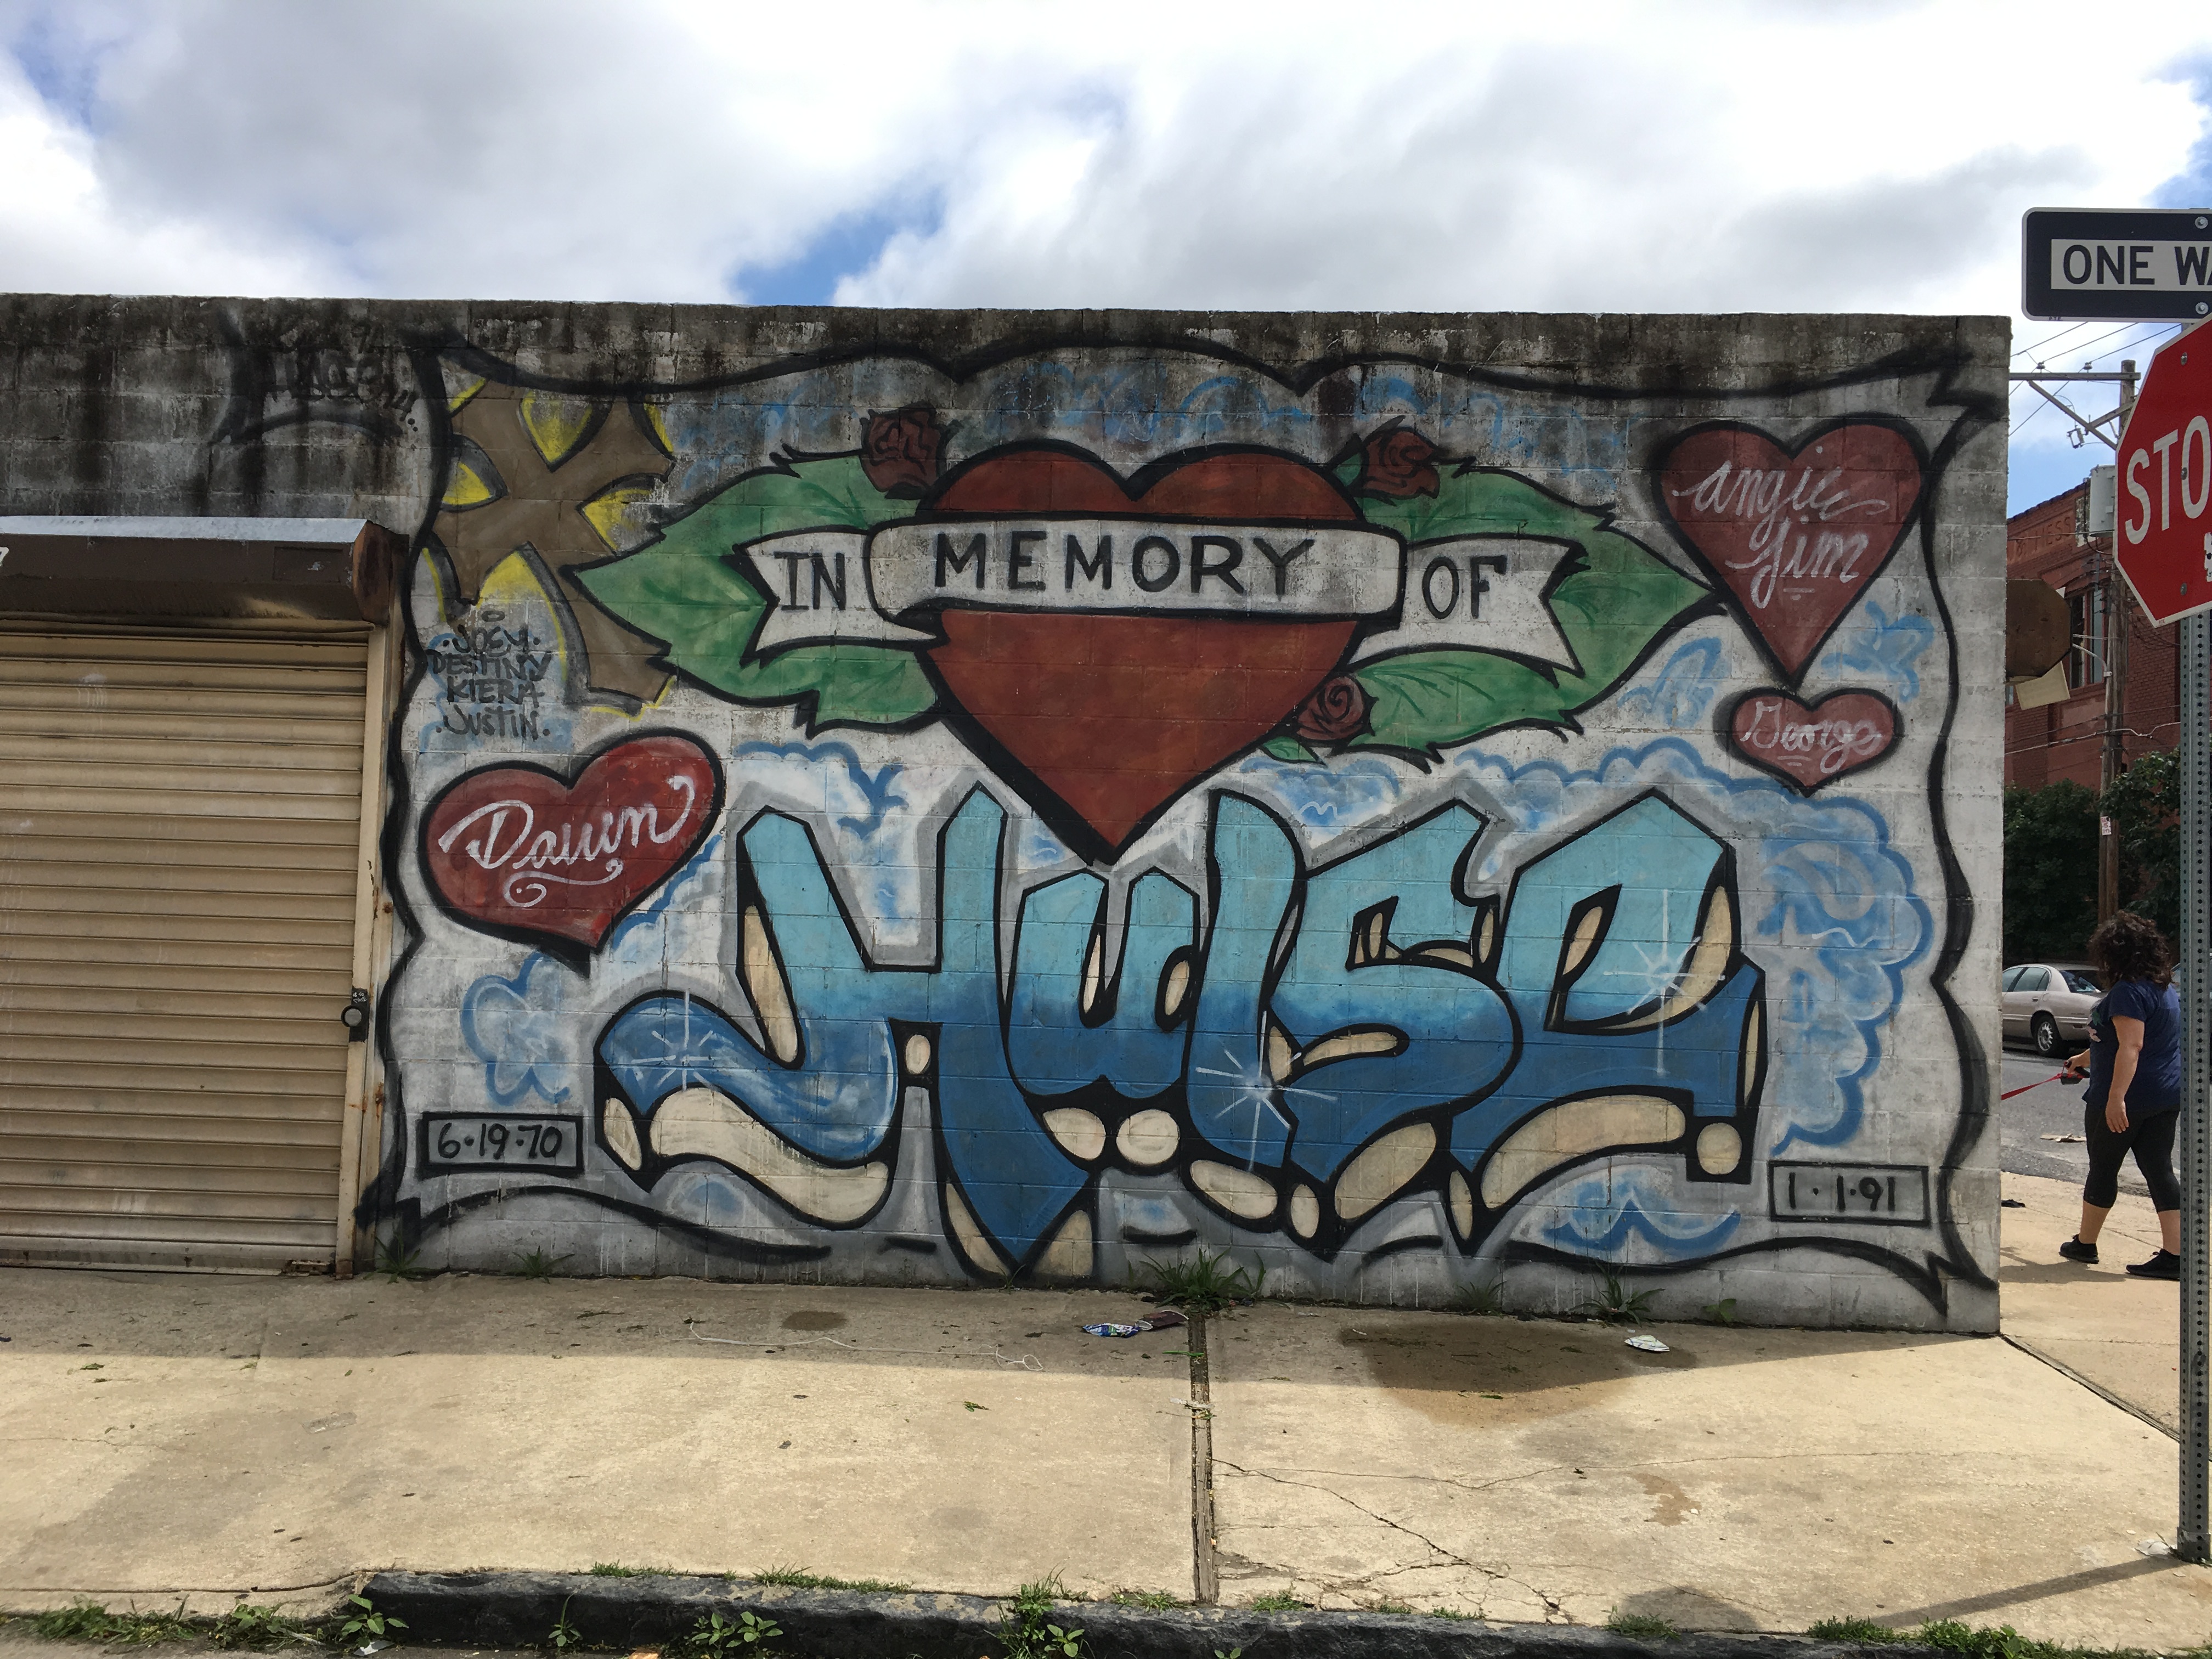 ONE WA
STO
IN MEMORY OF
angie
Jim
George
JOEY
DESTINY
KIERA
JUSTIN
Dawn
HulSe
6·19·70
1·1·91